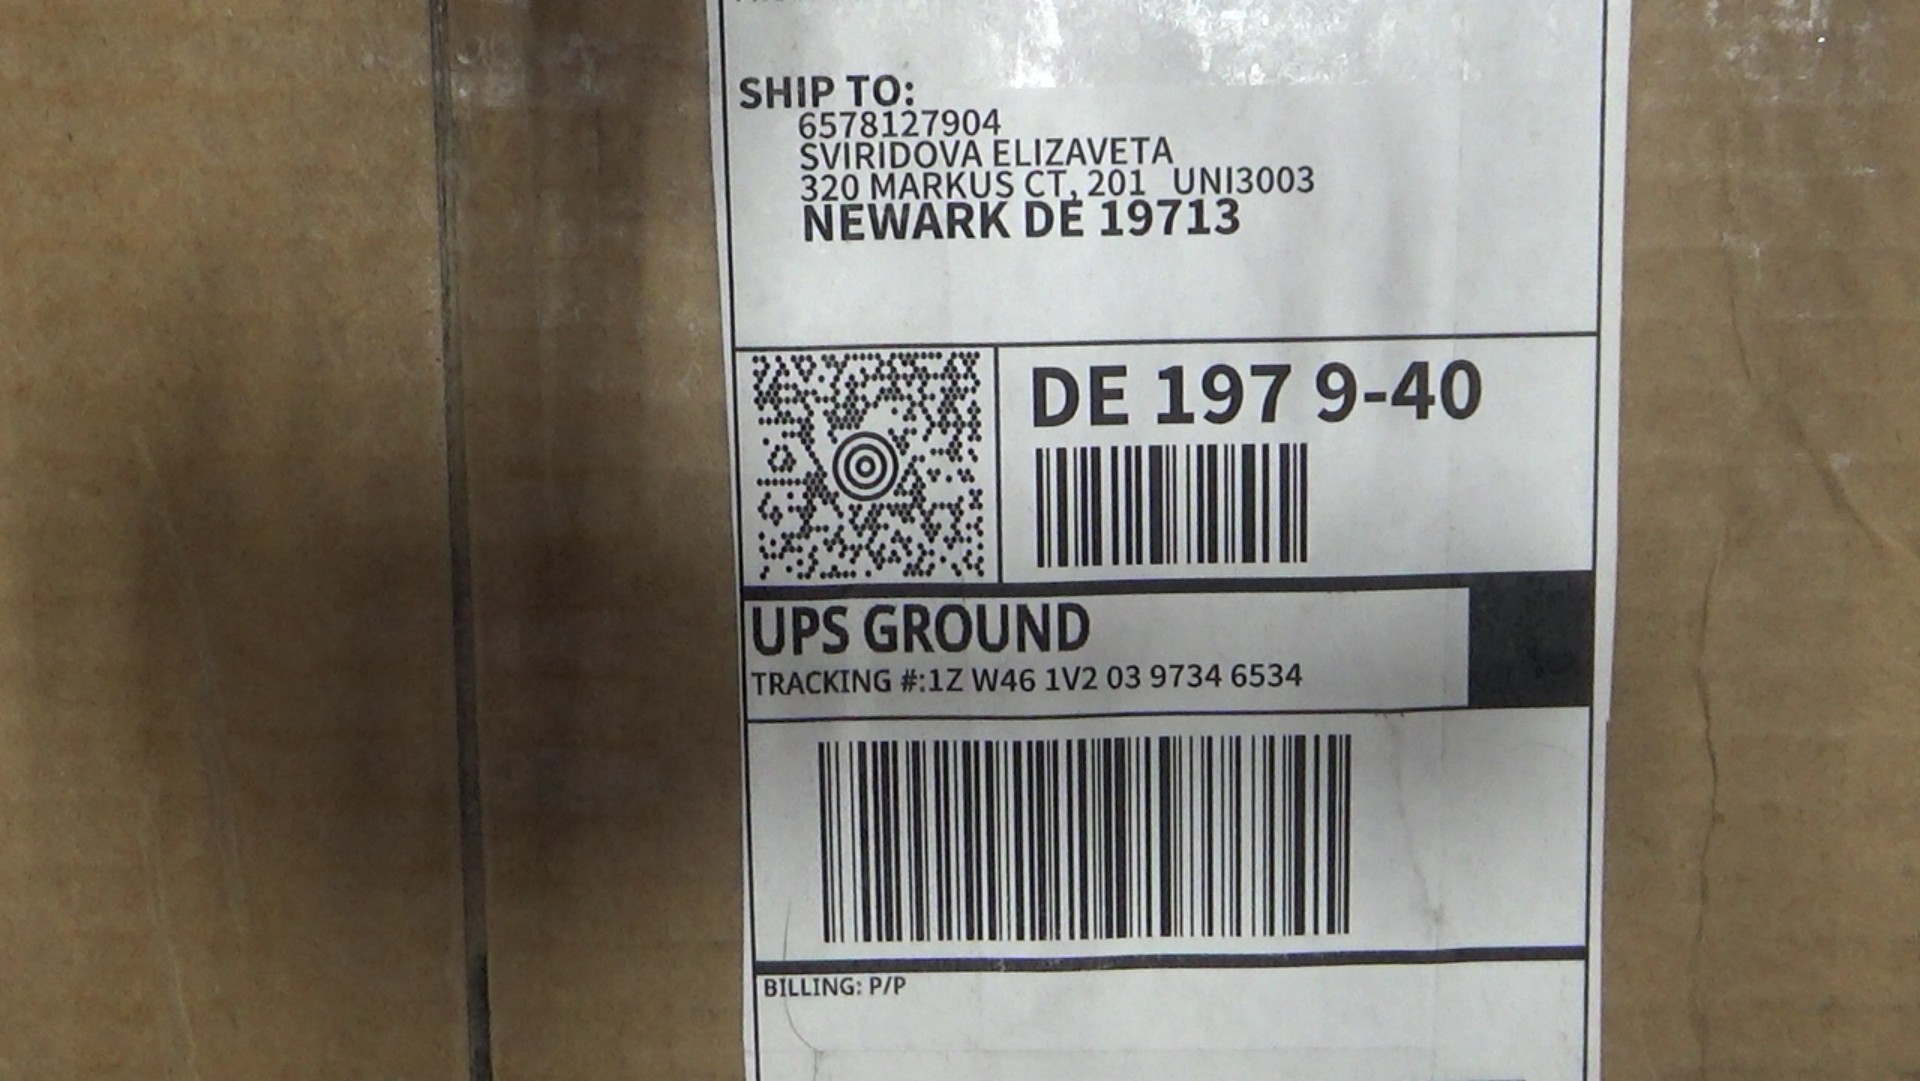 SHIP TO:
6578127904
SVIRIDOVA ELIZAVETA
320 MARKUS CT, 201 UNI3003
NEWARK DE 19713
DE 197 9-40
UPS GROUND
TRACKING #:1Z W46 1V2 03 9734 6534
BILLING: P/P